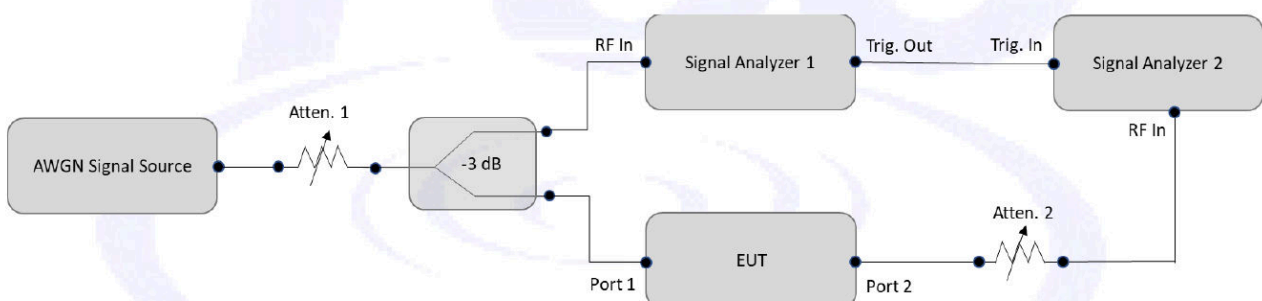 RF In
Signal Analyzer 1
Trig. Out
Trig. In
Signal Analyzer 2
RF In
Atten. 1
AWGN Signal Source
-3 dB
Atten. 2
EUT
Port 1
Port 2